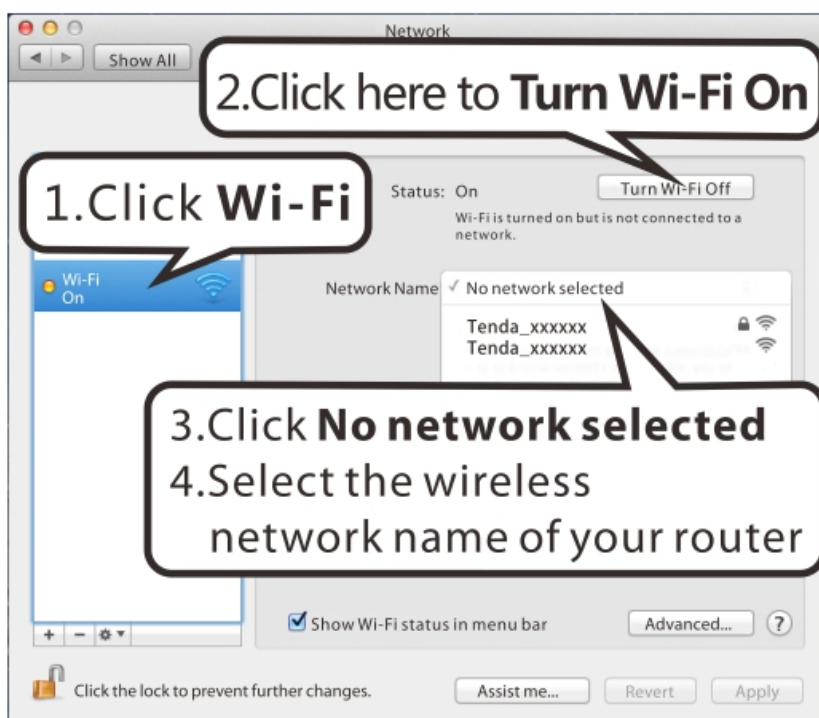 Network
Show All
2.Click here to Turn Wi-Fi On
1.Click Wi-Fi
Status: On
Turn Wi-Fi Off
Wi-Fi is turned on but is not connected to a
network.
Wi-Fi
On
Network Name
✓ No network selected
Tenda_xxxxxx
Tenda_xxxxxx
3.Click No network selected
4.Select the wireless
network name of your router
Show Wi-Fi status in menu bar
Advanced...
?
+ −
Click the lock to prevent further changes.
Assist me...
Revert
Apply